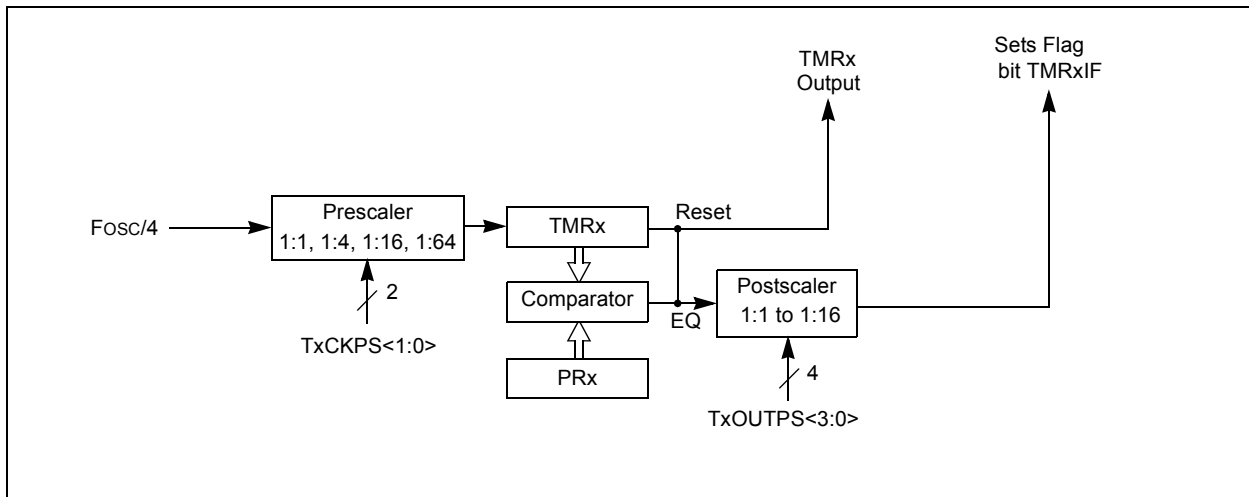 TMRx
Output
Sets Flag
bit TMRxIF
Fosc/4
Prescaler
1:1, 1:4, 1:16, 1:64
2
TxCKPS<1:0>
TMRx
Reset
Comparator
EQ
PRx
Postscaler
1:1 to 1:16
4
TxOUTPS<3:0>